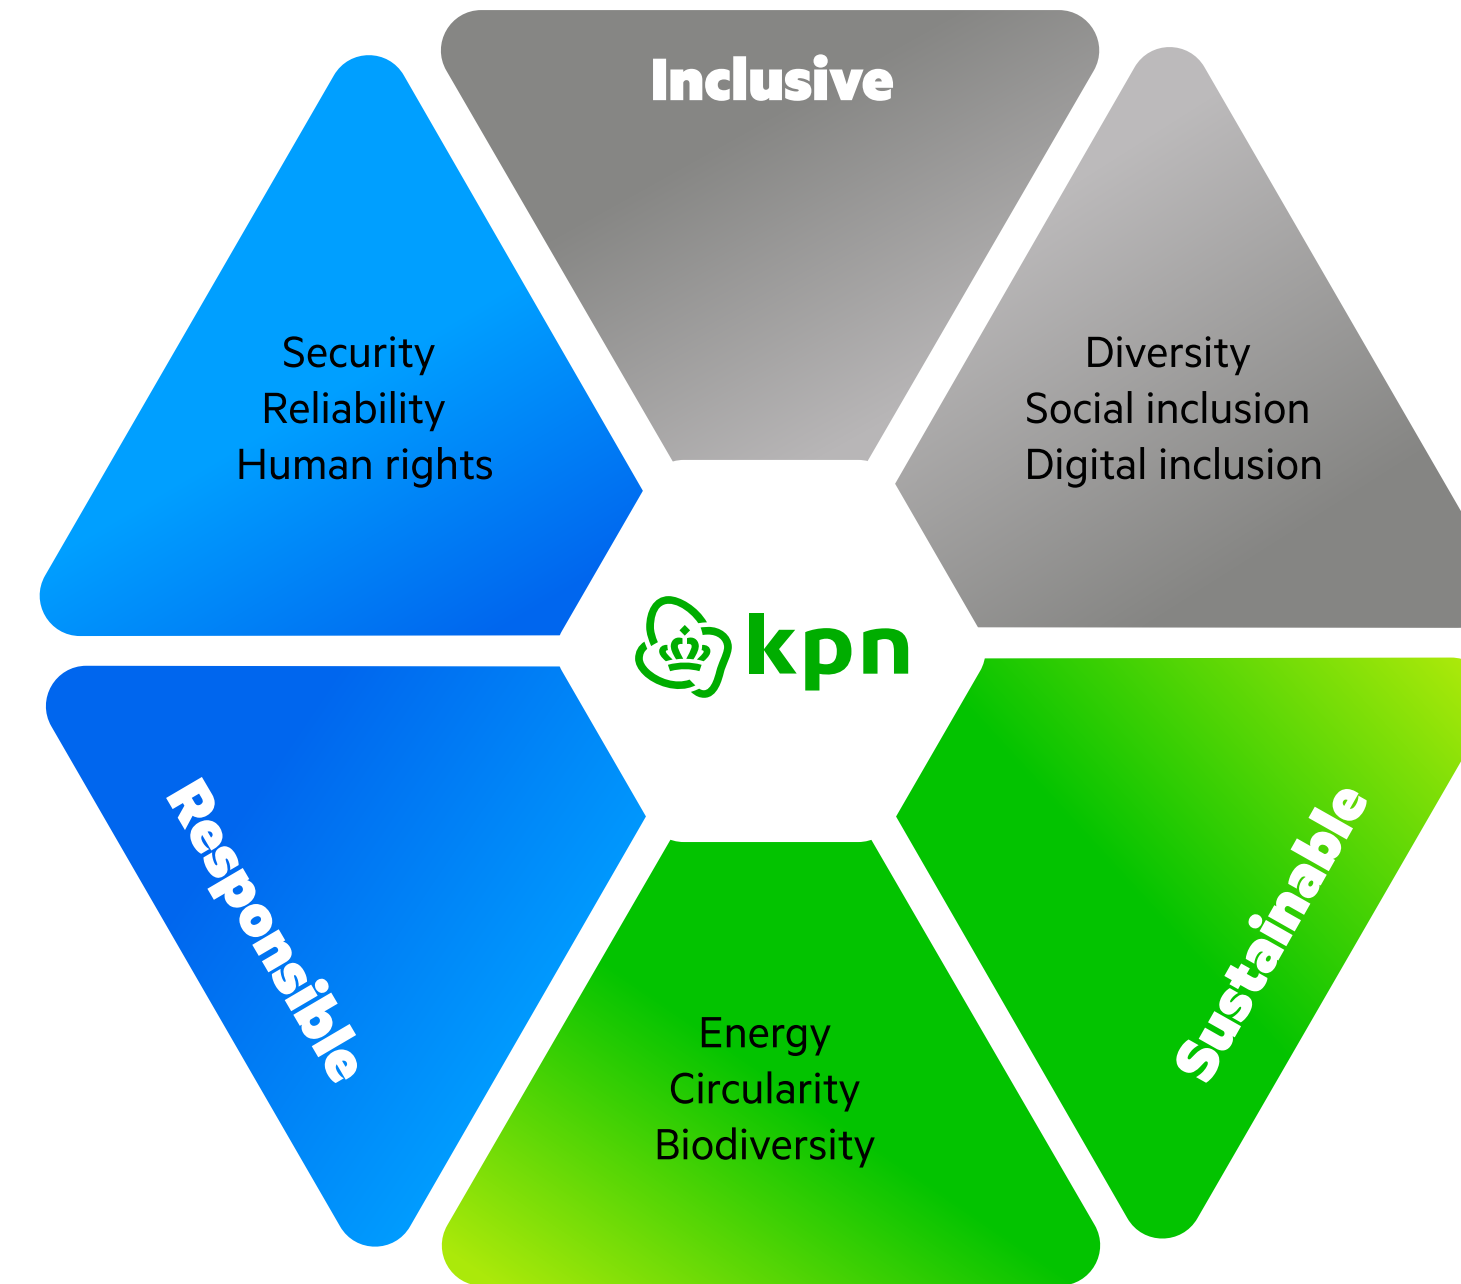 Inclusive
Security
Reliability
Human rights
Diversity
Social inclusion
Digital inclusion
kpn
Responsible
Sustainable
Energy
Circularity
Biodiversity